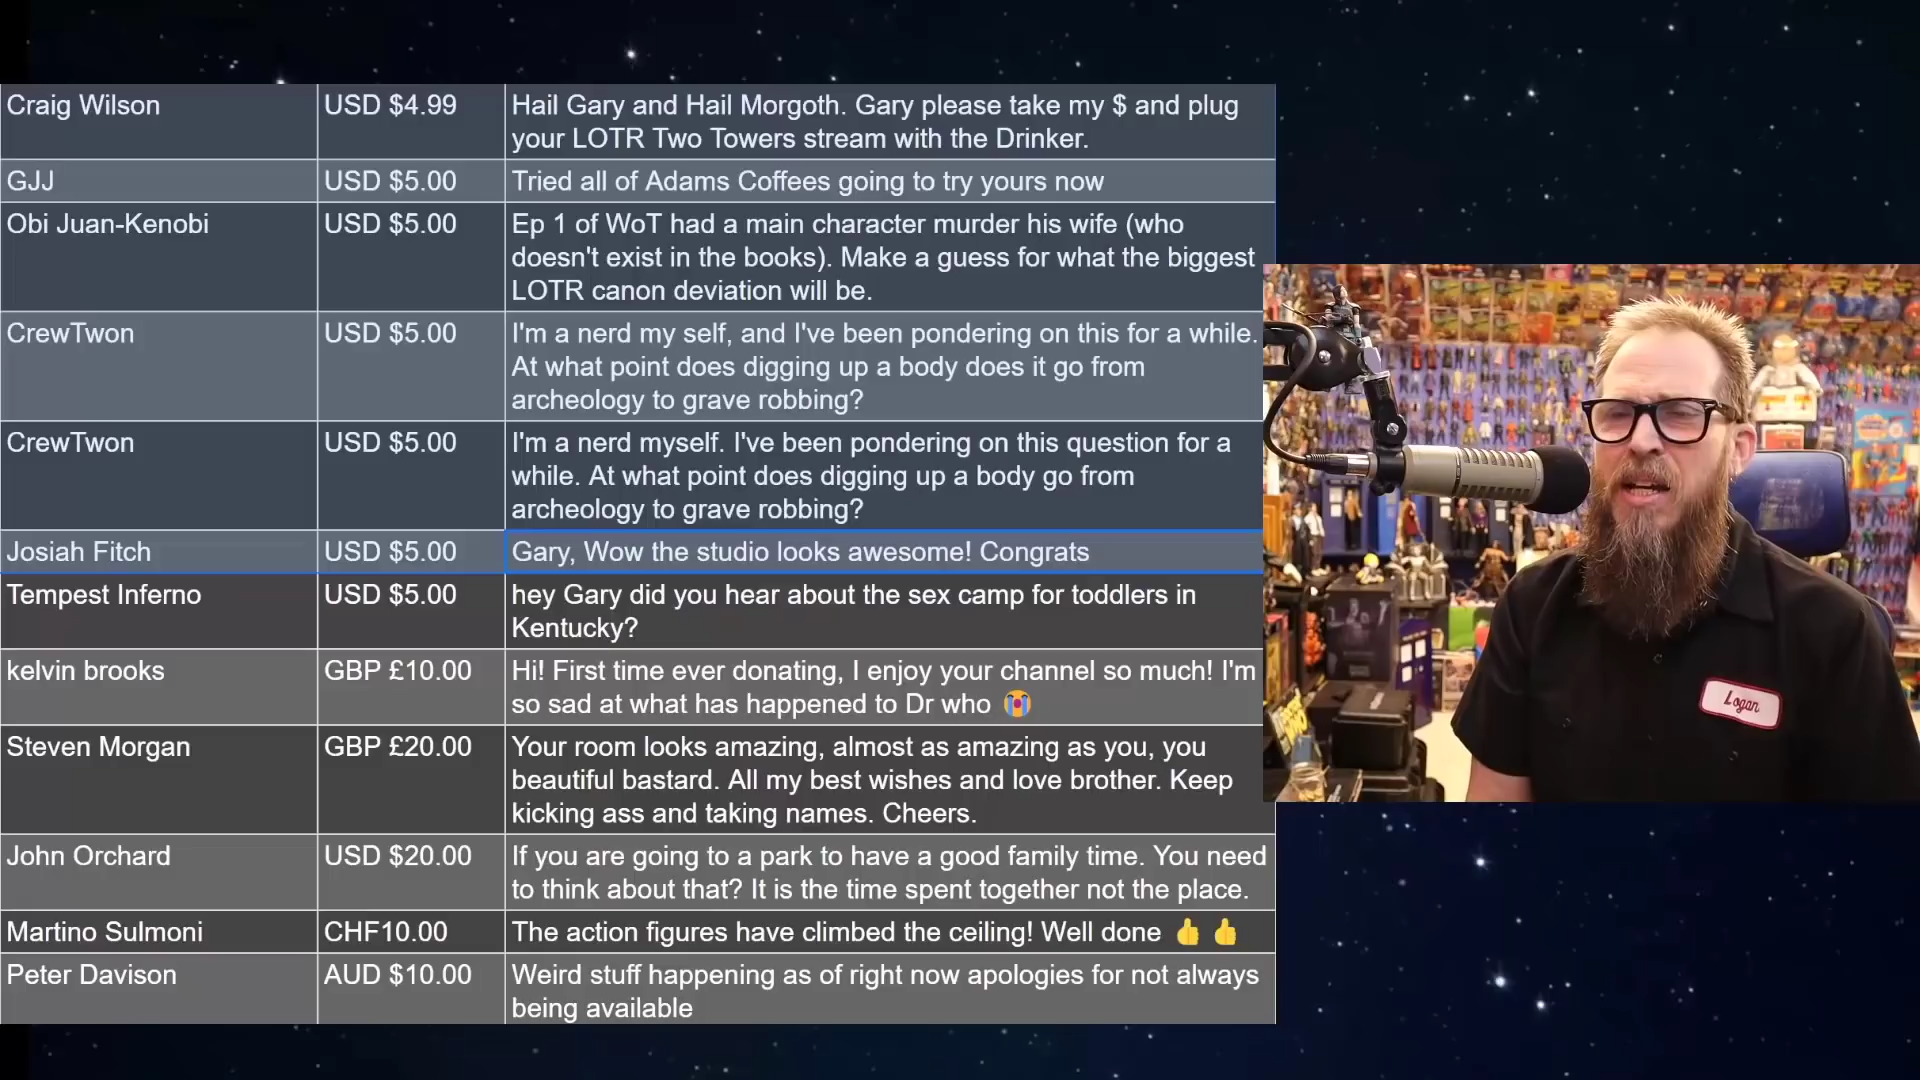 Craig Wilson USD $4.99 Hail Gary and Hail Morgoth. Gary please take my $ and plug
your LOTR Two Towers stream with the Drinker.
GJJ USD $5.00 Tried all of Adams Coffees going to try yours now
Obi Juan-Kenobi USD $5.00 Ep 1 of WoT had a main character murder his wife (who
doesn't exist in the books). Make a guess for what the biggest
LOTR canon deviation will be.
CrewTwon USD $5.00 I'm a nerd my self, and I've been pondering on this for a while.
At what point does digging up a body does it go from
archeology to grave robbing?
CrewTwon USD $5.00 I'm a nerd myself. I've been pondering on this question for a
while. At what point does digging up a body go from
archeology to grave robbing?
Josiah Fitch USD $5.00 Gary, Wow the studio looks awesome! Congrats
Tempest Inferno USD $5.00 hey Gary did you hear about the sex camp for toddlers in
Kentucky?
kelvin brooks GBP £10.00 Hi! First time ever donating, I enjoy your channel so much! I'm
so sad at what has happened to Dr who 😭
Steven Morgan GBP £20.00 Your room looks amazing, almost as amazing as you, you
beautiful bastard. All my best wishes and love brother. Keep
kicking ass and taking names. Cheers.
John Orchard USD $20.00 If you are going to a park to have a good family time. You need
to think about that? It is the time spent together not the place.
Martino Sulmoni CHF10.00 The action figures have climbed the ceiling! Well done 👍 👍
Peter Davison AUD $10.00 Weird stuff happening as of right now apologies for not always
being available
Logan